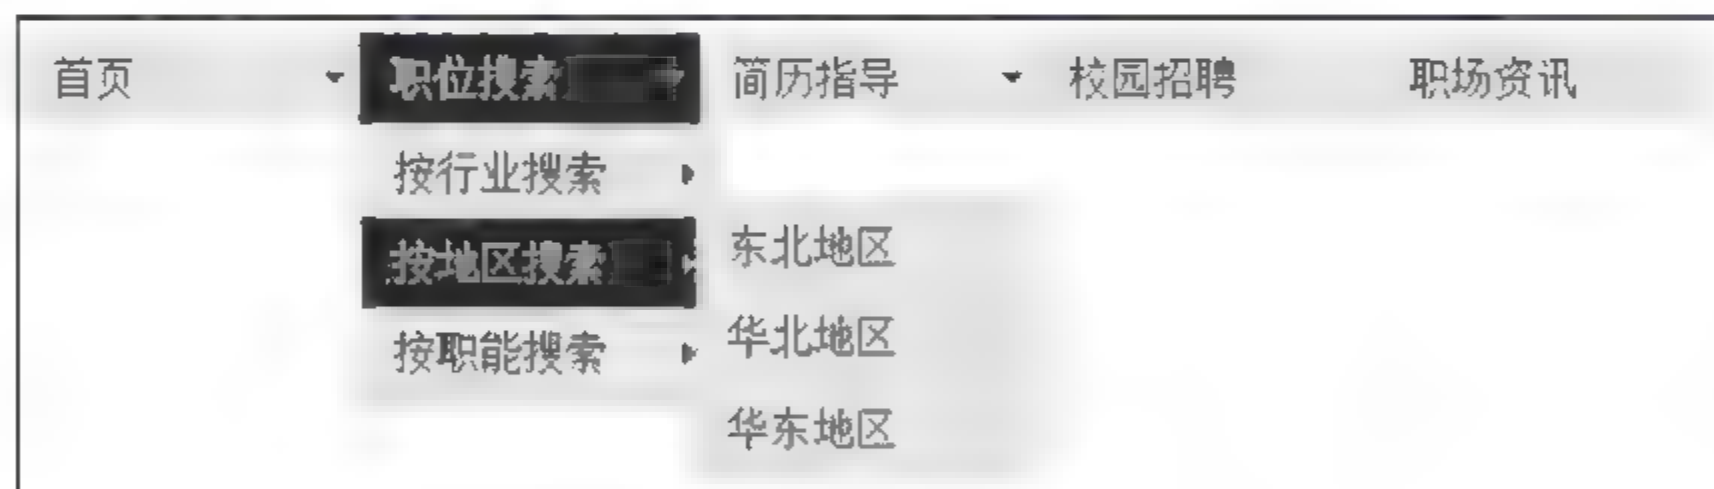 首页 职位搜索 简历指导 校园招聘 职场资讯
按行业搜索
按地区搜索
按职能搜索
东北地区
华北地区
华东地区